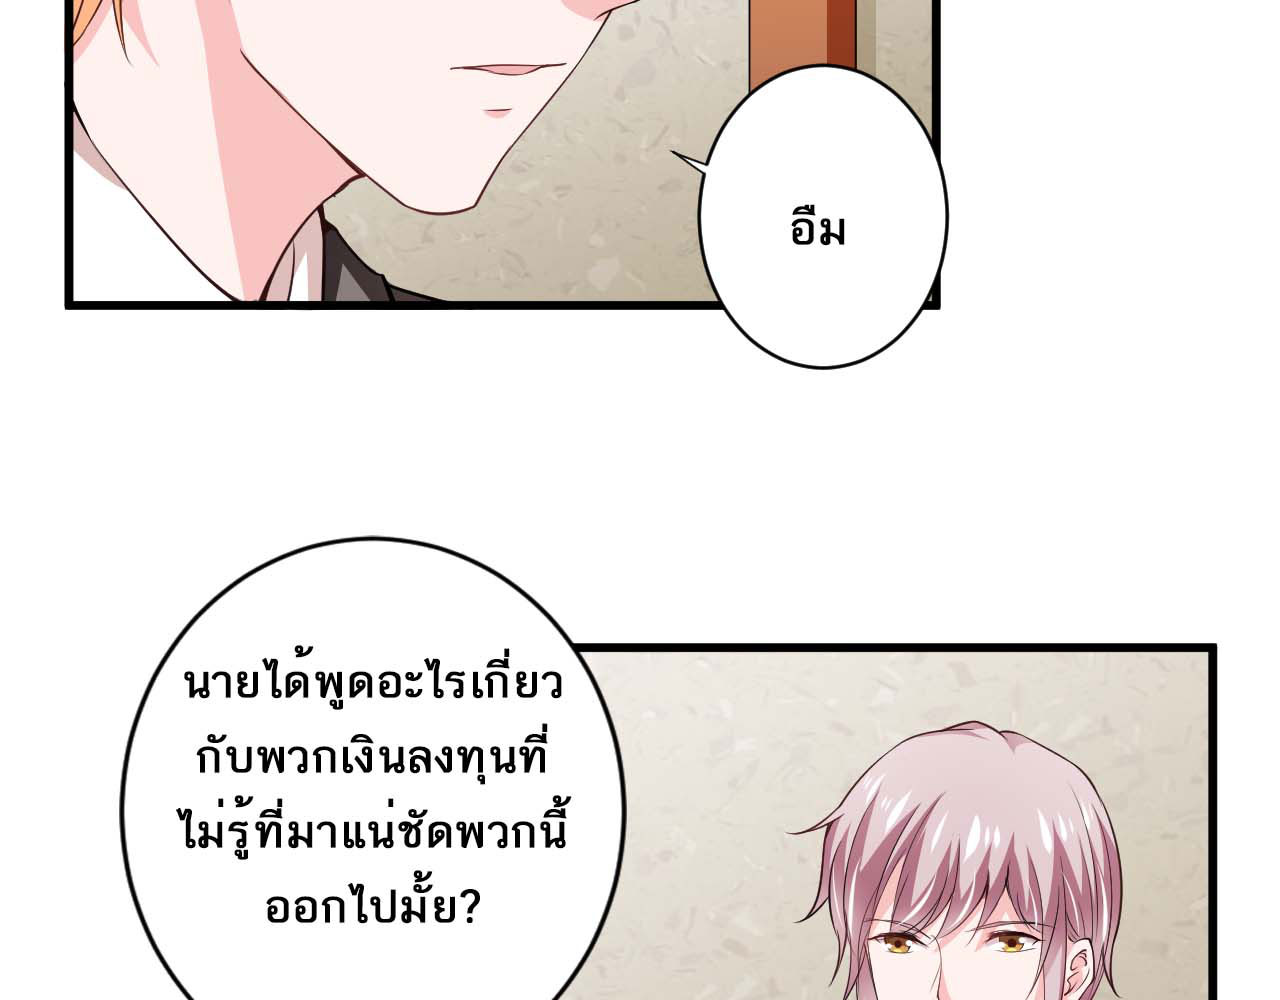 อืม
นายได้พูดอะไรเกี่ยว
กับพวกเงินลงทุนที่
ไม่รู้ที่มาแน่ชัดพวกนี้
ออกไปมั้ย?